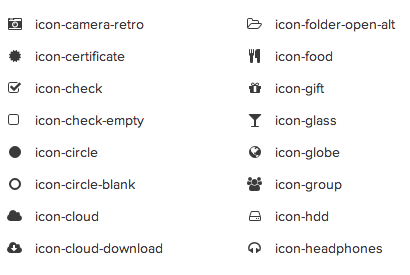 icon-camera-retro
icon-certificate
icon-check
icon-check-empty
icon-circle
icon-circle-blank
icon-cloud
icon-cloud-download
icon-folder-open-alt
icon-food
icon-gift
icon-glass
icon-globe
icon-group
icon-hdd
icon-headphones